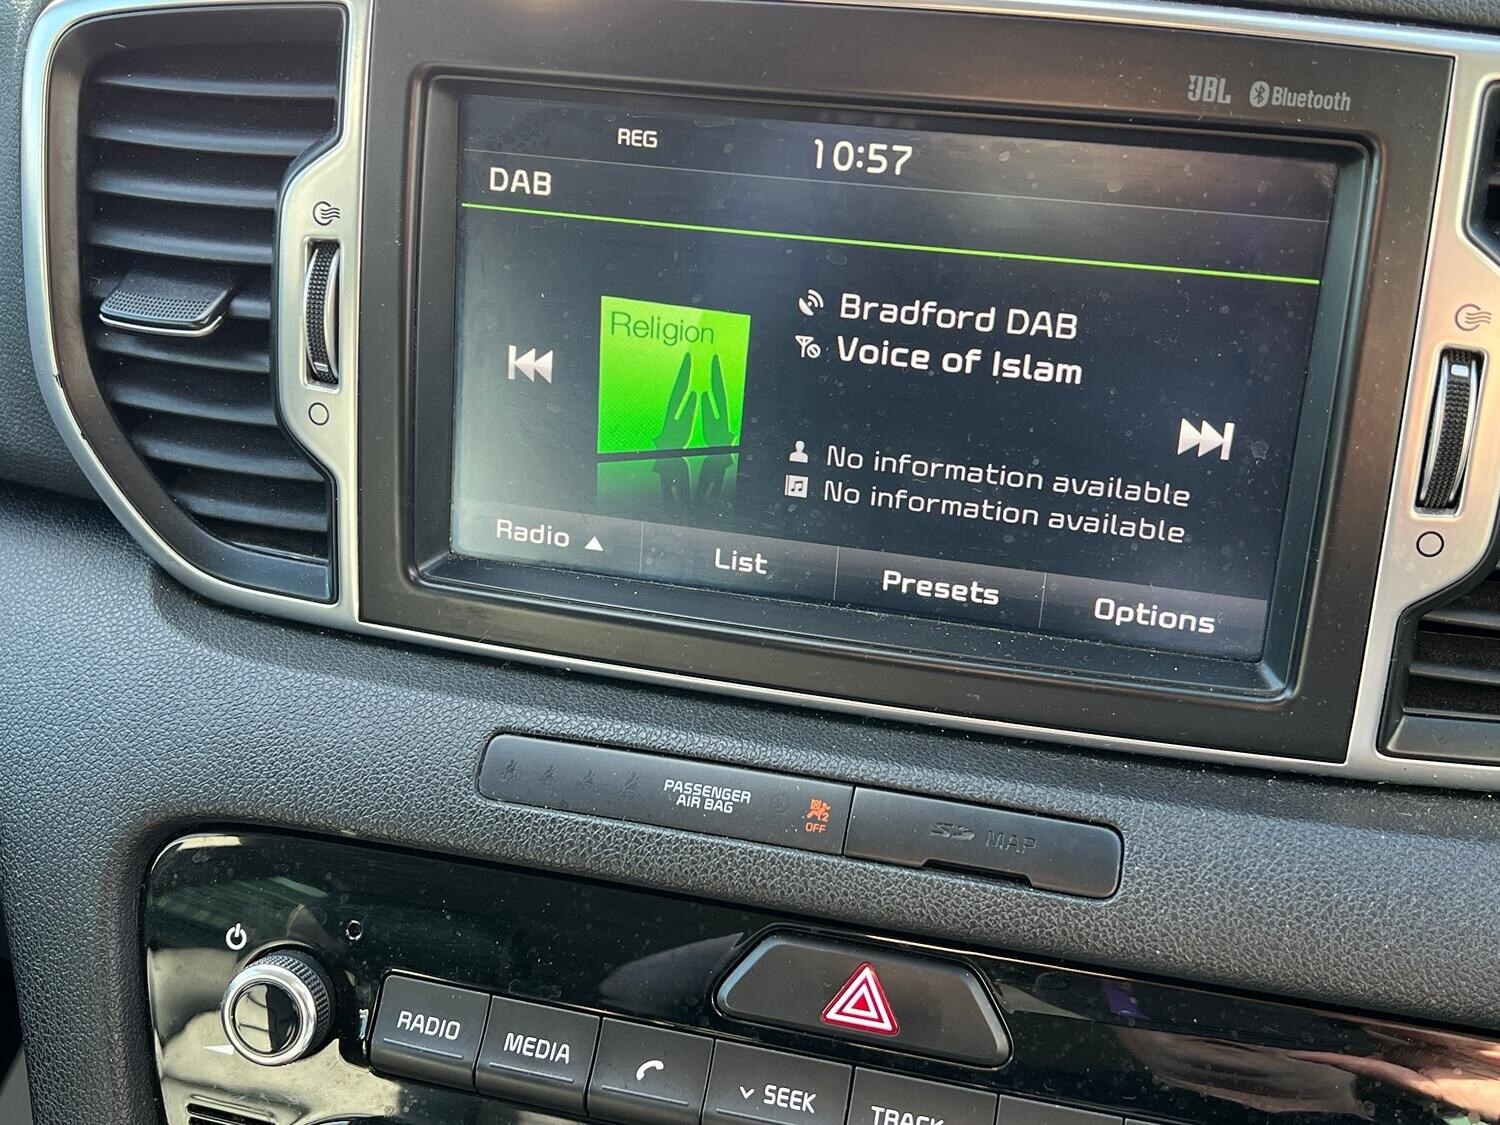 JBL Bluetooth
REG
10:57
DAB
Religion
Bradford DAB
Voice of Islam
No information available
No information available
Radio
List
Presets
Options
PASSENGER
AIR BAG
OFF
SD MAP
RADIO
MEDIA
SEEK
TRACK